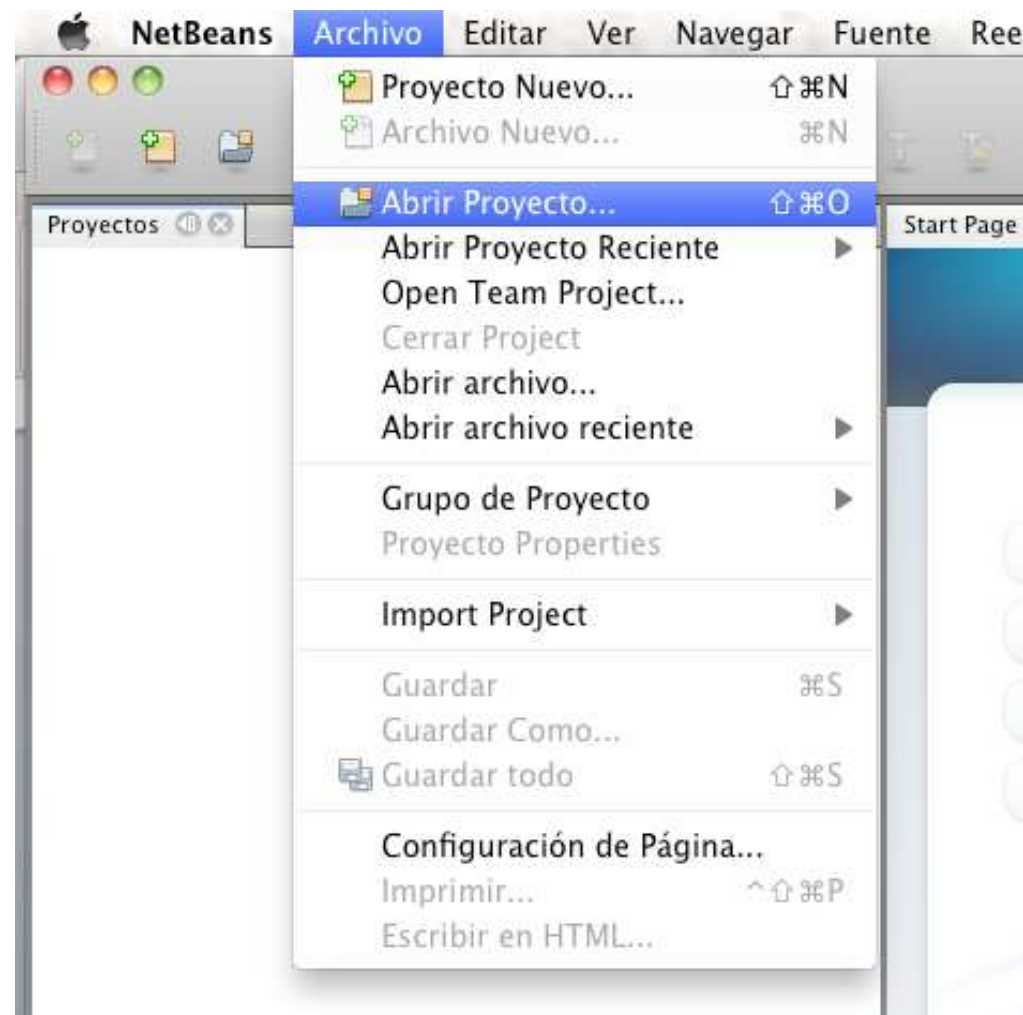 NetBeans Archivo Editar Ver Navegar Fuente Ree
Proyecto Nuevo... ⇧⌘N
Archivo Nuevo... ⌘N
Abrir Proyecto... ⇧⌘O
Proyectos
Start Page
Abrir Proyecto Reciente
Open Team Project...
Cerrar Project
Abrir archivo...
Abrir archivo reciente
Grupo de Proyecto
Proyecto Properties
Import Project
Guardar ⌘S
Guardar Como...
Guardar todo ⇧⌘S
Configuración de Página...
Imprimir... ^⇧⌘P
Escribir en HTML...